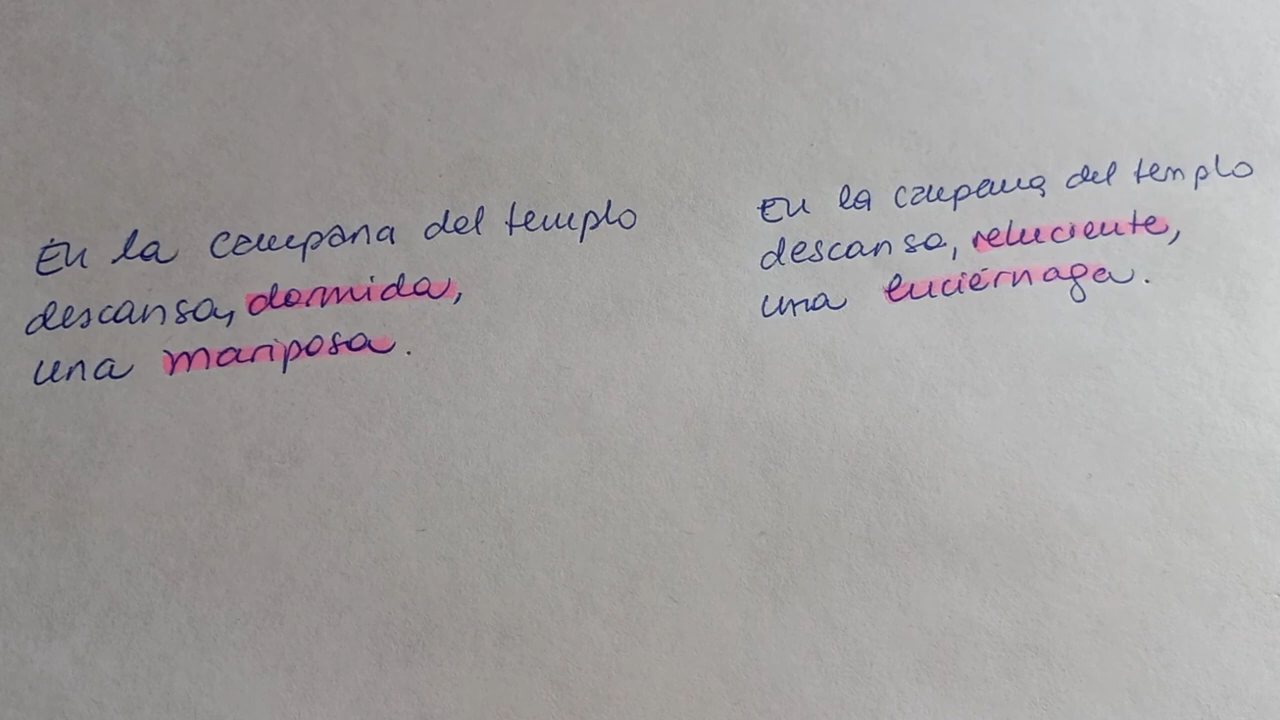 En la campana del templo
descansa, dormida,
una mariposa.
En la campana del templo
descansa, reluciente,
una luciérnaga.